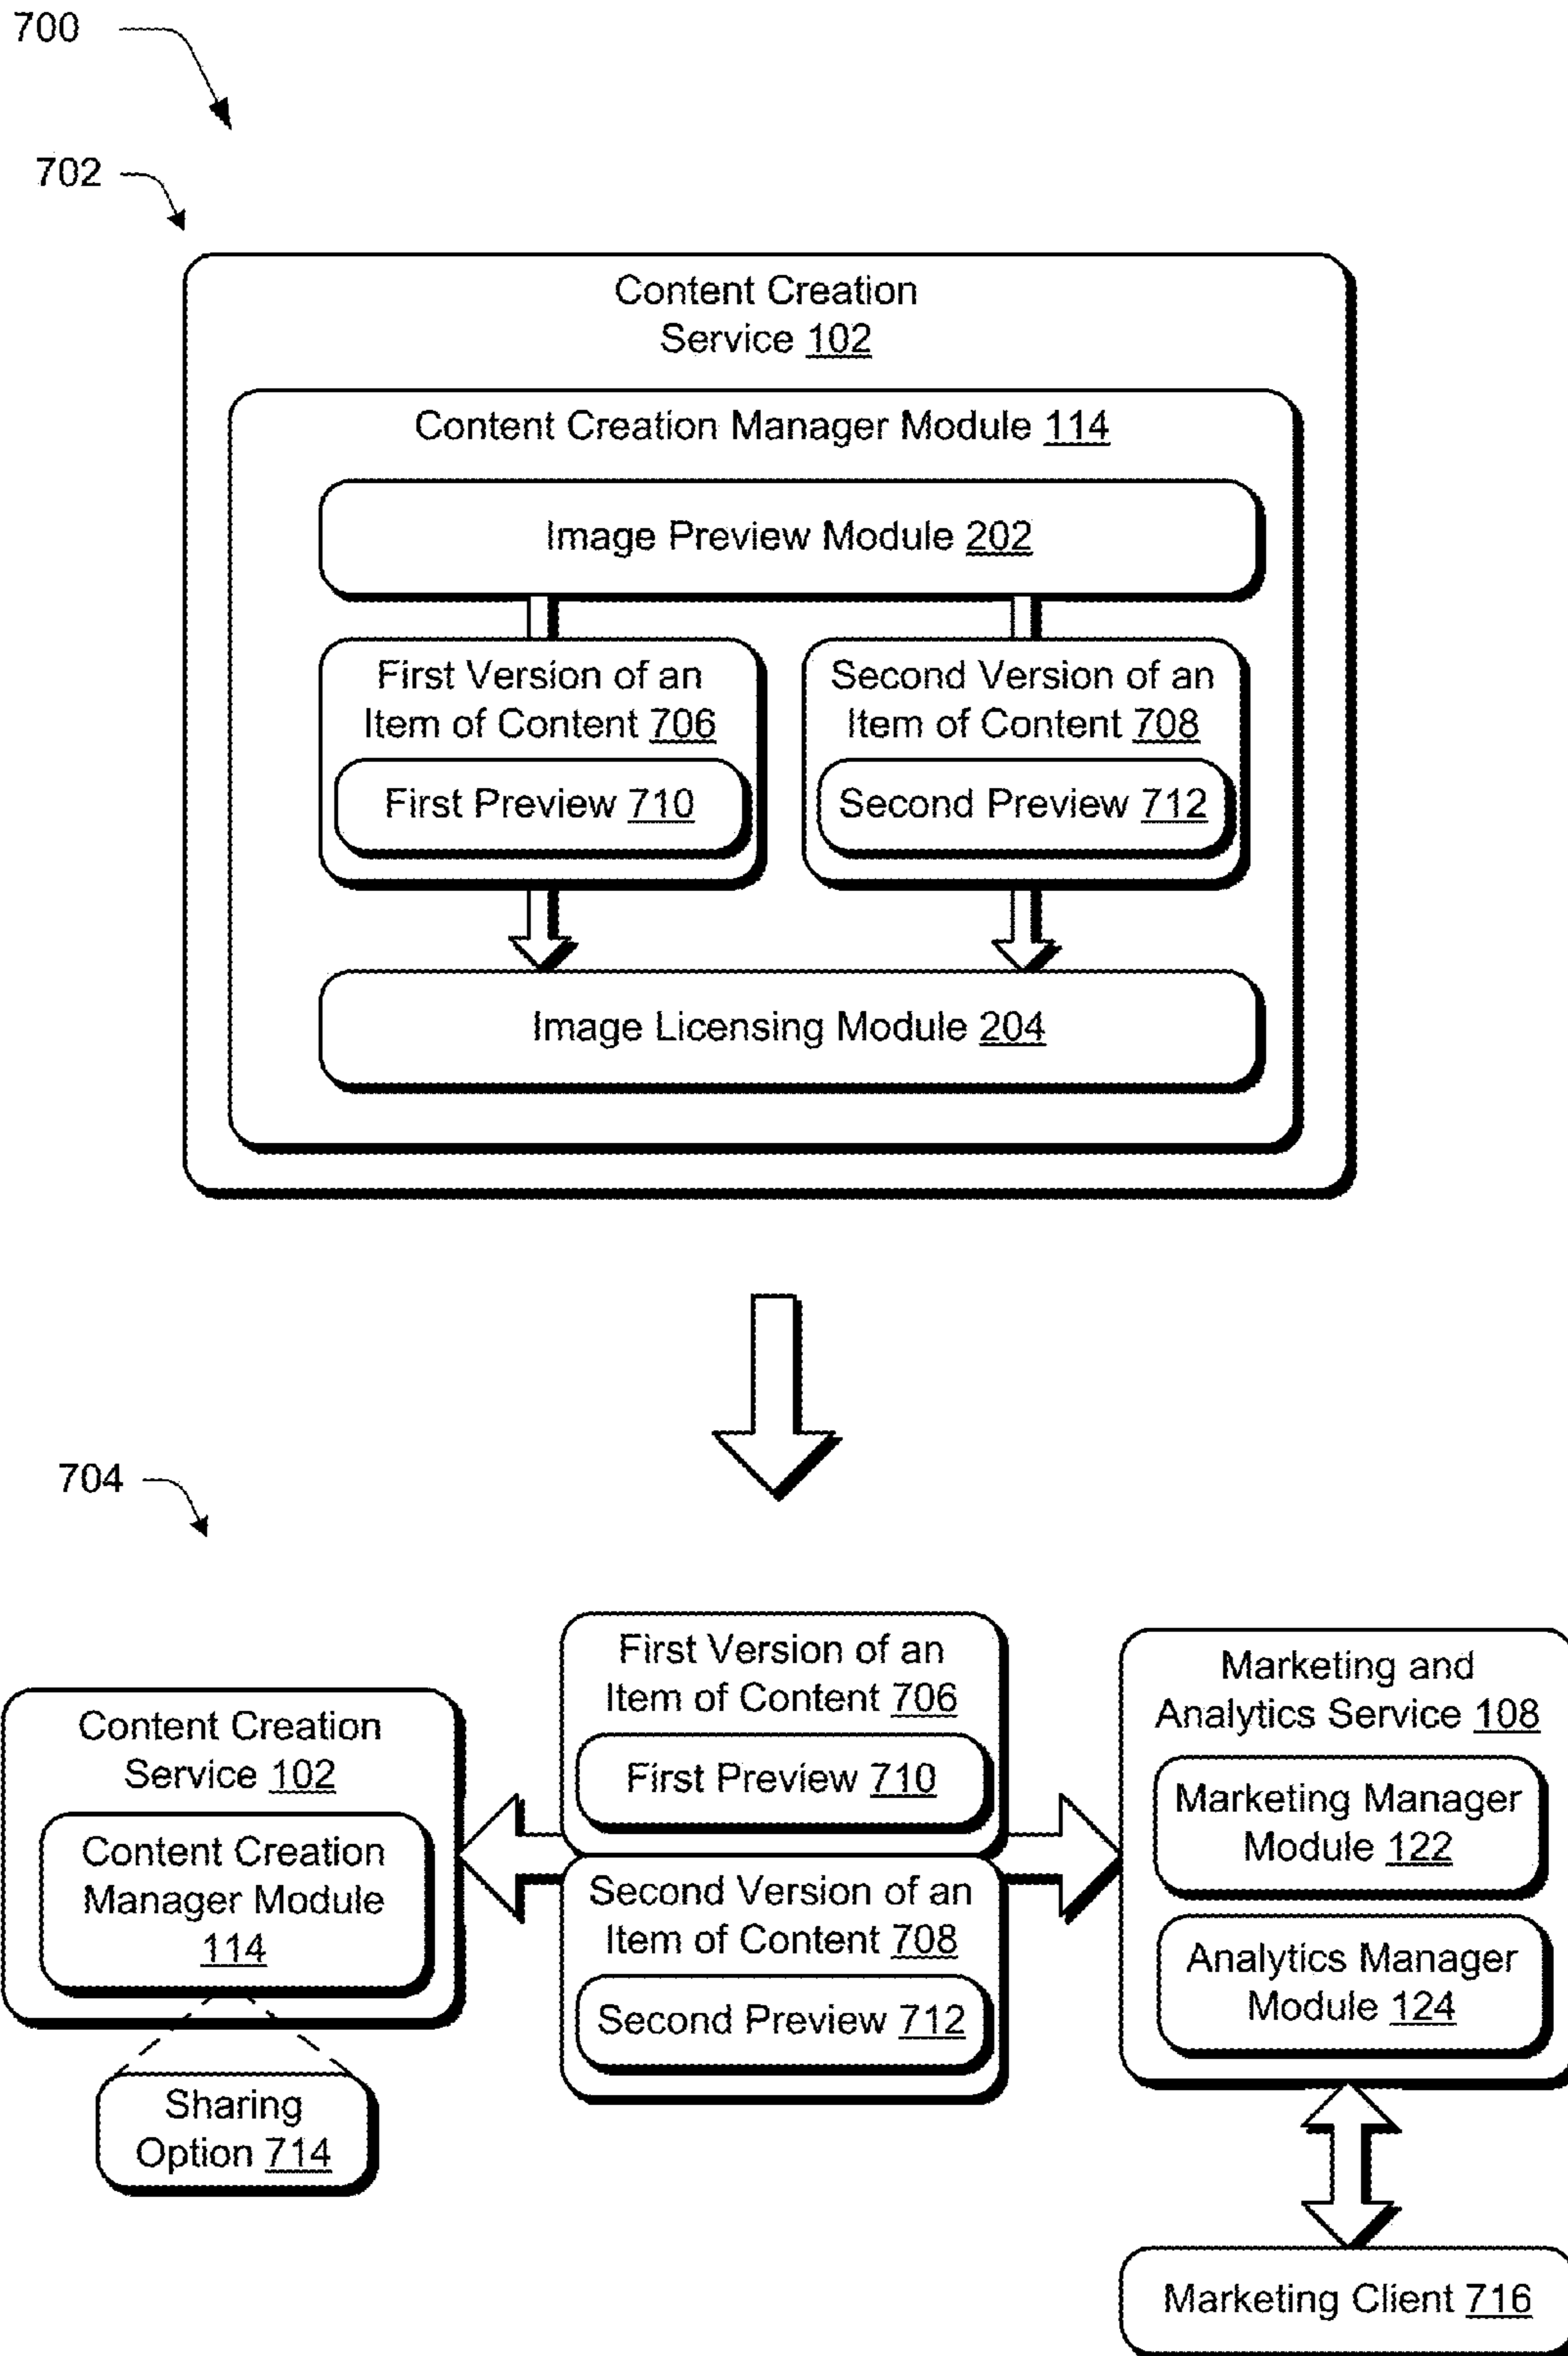 700
702
Content Creation
Service 102
Content Creation Manager Module 114
Image Preview Module 202
First Version of an
Item of Content 706
First Preview 710
Second Version of an
Item of Content 708
Second Preview 712
Image Licensing Module 204
704
Content Creation
Service 102
Content Creation
Manager Module
114
Sharing
Option 714
First Version of an
Item of Content 706
First Preview 710
Second Version of an
Item of Content 708
Second Preview 712
Marketing and
Analytics Service 108
Marketing Manager
Module 122
Analytics Manager
Module 124
Marketing Client 716